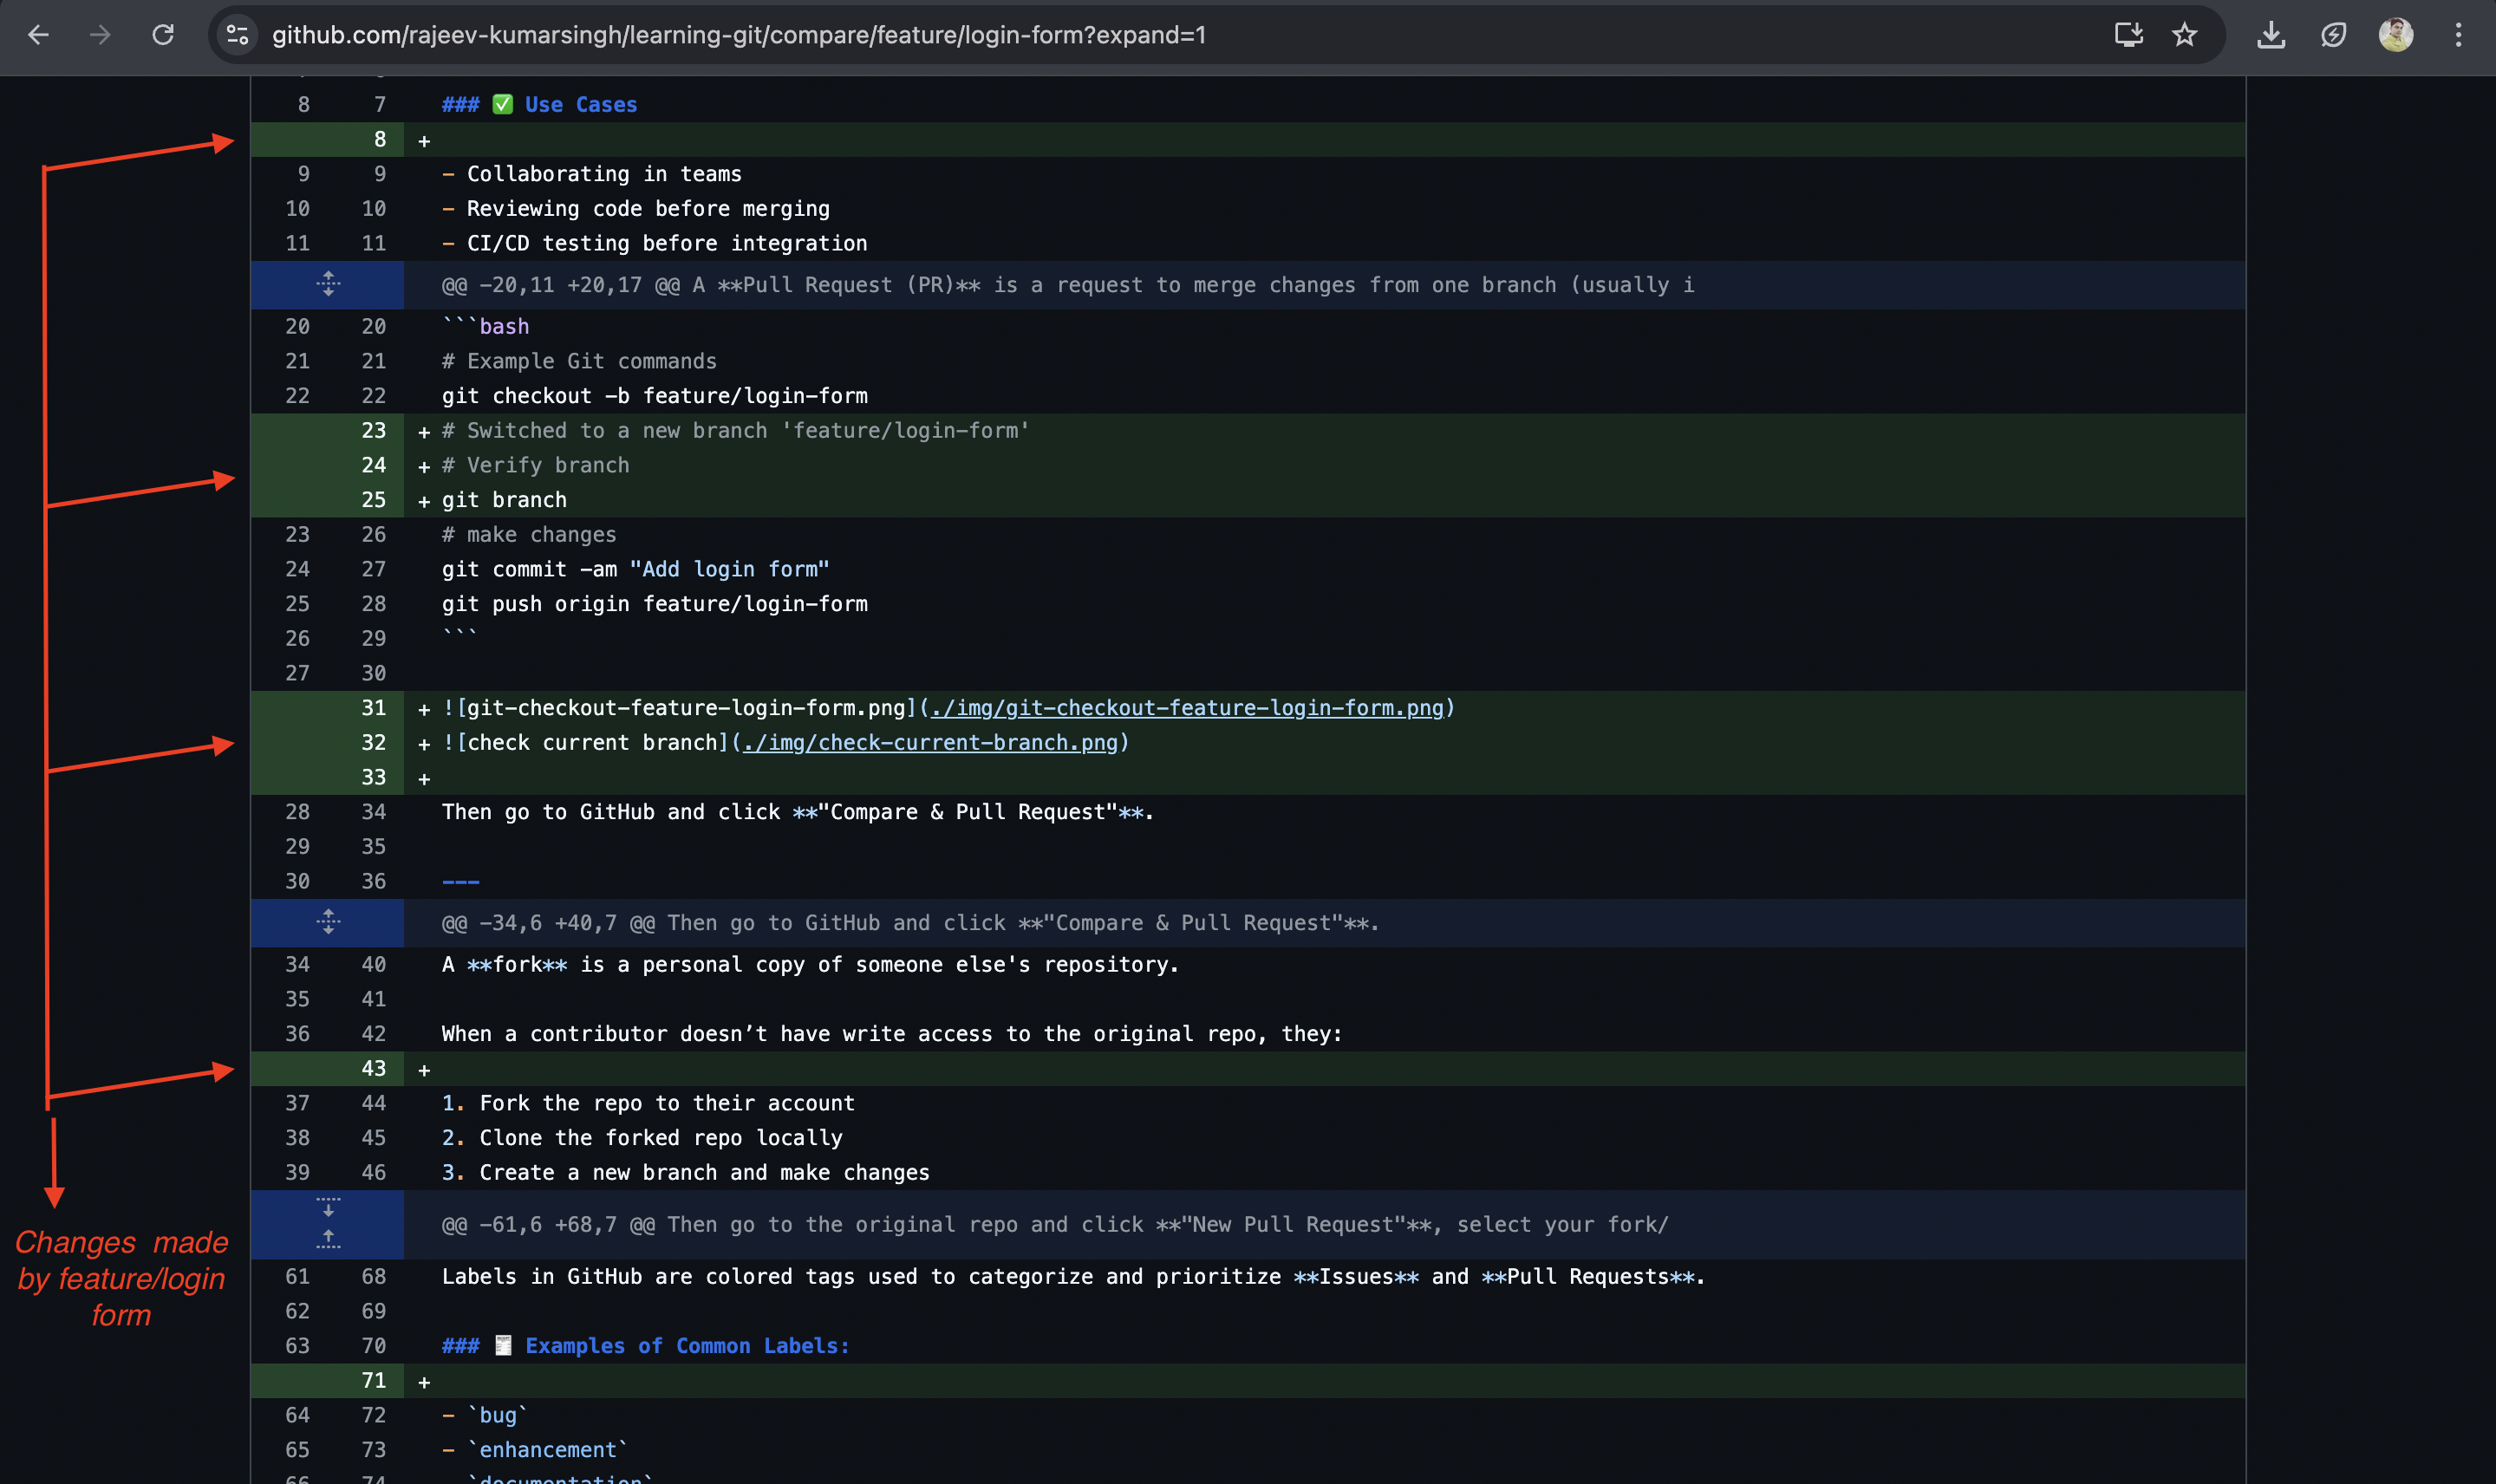 github.com/rajeev-kumarsingh/learning-git/compare/feature/login-form?expand=1
8 7 ### ✅ Use Cases
8 +
9 9 - Collaborating in teams
10 10 - Reviewing code before merging
11 11 - CI/CD testing before integration
@@ -20,11 +20,17 @@ A **Pull Request (PR)** is a request to merge changes from one branch (usually i
20 20 ```bash
21 21 # Example Git commands
22 22 git checkout -b feature/login-form
23 + # Switched to a new branch 'feature/login-form'
24 + # Verify branch
25 + git branch
23 26 # make changes
24 27 git commit -am "Add login form"
25 28 git push origin feature/login-form
26 29 ```
27 30
31 + ![git-checkout-feature-login-form.png](./img/git-checkout-feature-login-form.png)
32 + ![check current branch](./img/check-current-branch.png)
33 +
28 34 Then go to GitHub and click **"Compare & Pull Request"**.
29 35
30 36 ---
@@ -34,6 +40,7 @@ Then go to GitHub and click **"Compare & Pull Request"**.
34 40 A **fork** is a personal copy of someone else's repository.
35 41
36 42 When a contributor doesn’t have write access to the original repo, they:
43 +
37 44 1. Fork the repo to their account
38 45 2. Clone the forked repo locally
39 46 3. Create a new branch and make changes
@@ -61,6 +68,7 @@ Then go to the original repo and click **"New Pull Request"**, select your fork/
61 68 Labels in GitHub are colored tags used to categorize and prioritize **Issues** and **Pull Requests**.
62 69
63 70 ### 🧾 Examples of Common Labels:
71 +
64 72 - `bug`
65 73 - `enhancement`
66 74 `documentation`
Changes made
by feature/login
form